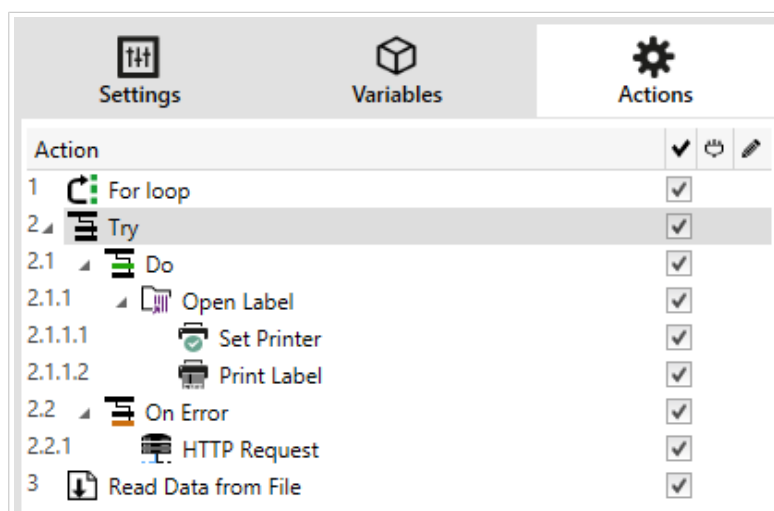 Settings Variables Actions
Action
1 For loop
2 Try
2.1 Do
2.1.1 Open Label
2.1.1.1 Set Printer
2.1.1.2 Print Label
2.2 On Error
2.2.1 HTTP Request
3 Read Data from File